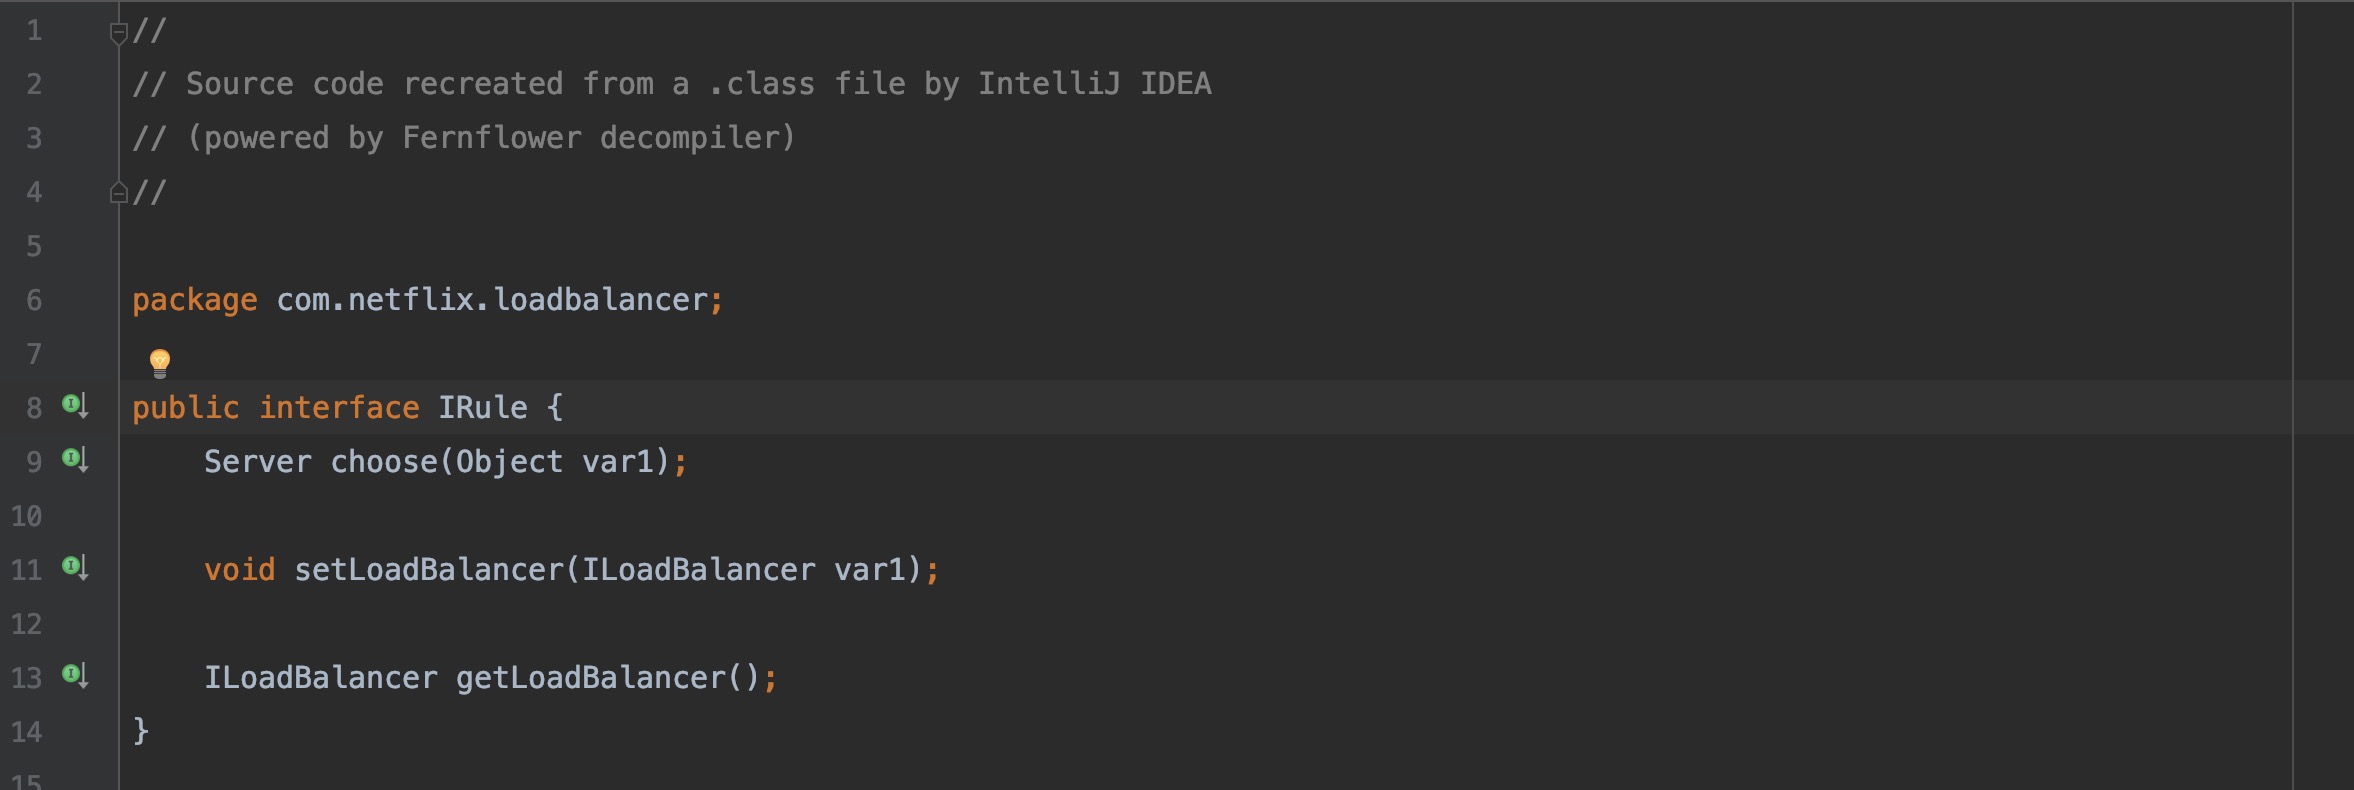 1 //
2 // Source code recreated from a .class file by IntelliJ IDEA
3 // (powered by Fernflower decompiler)
4 //
5
6 package com.netflix.loadbalancer;
7
8 public interface IRule {
9     Server choose(Object var1);
10
11     void setLoadBalancer(ILoadBalancer var1);
12
13     ILoadBalancer getLoadBalancer();
14 }
15